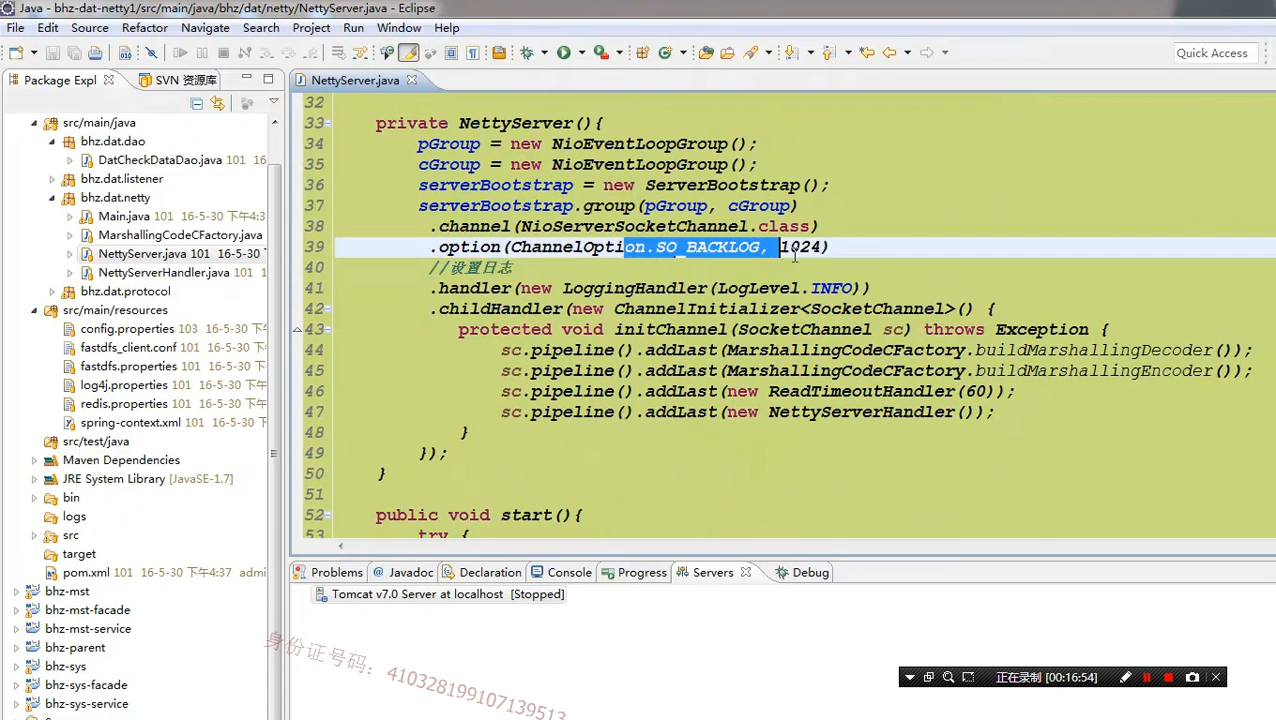 Java - bhz-dat-netty1/src/main/java/bhz/dat/netty/NettyServer.java - Eclipse
File Edit Source Refactor Navigate Search Project Run Window Help
Quick Access
Package Expl SVN 资源库
NettyServer.java
src/main/java
bhz.dat.dao
DatCheckDataDao.java 101 16
bhz.dat.listener
bhz.dat.netty
Main.java 101 16-5-30 下午4:
MarshallingCodeCFactory.java
NettyServer.java 101 16-5-30 下
NettyServerHandler.java 101 1
bhz.dat.protocol
src/main/resources
config.properties 103 16-5-30 下
fastdfs_client.conf 101 16-5-30
fastdfs.properties 101 16-5-30
log4j.properties 101 16-5-30 下
redis.properties 101 16-5-30 下
spring-context.xml 101 16-5-30
src/test/java
Maven Dependencies
JRE System Library [JavaSE-1.7]
bin
logs
src
target
pom.xml 101 16-5-30 下午4:37 admi
bhz-mst
bhz-mst-facade
bhz-mst-service
bhz-parent
bhz-sys
bhz-sys-facade
bhz-sys-service
32
33 private NettyServer(){
34 pGroup = new NioEventLoopGroup();
35 cGroup = new NioEventLoopGroup();
36 serverBootstrap = new ServerBootstrap();
37 serverBootstrap.group(pGroup, cGroup)
38 .channel(NioServerSocketChannel.class)
39 .option(ChannelOption.SO_BACKLOG, 1024)
40 //设置日志
41 .handler(new LoggingHandler(LogLevel.INFO))
42 .childHandler(new ChannelInitializer<SocketChannel>() {
43 protected void initChannel(SocketChannel sc) throws Exception {
44 sc.pipeline().addLast(MarshallingCodeCFactory.buildMarshallingDecoder());
45 sc.pipeline().addLast(MarshallingCodeCFactory.buildMarshallingEncoder());
46 sc.pipeline().addLast(new ReadTimeoutHandler(60));
47 sc.pipeline().addLast(new NettyServerHandler());
48 }
49 });
50 }
51
52 public void start(){
53 try {
Problems Javadoc Declaration Console Progress Servers Debug
Tomcat v7.0 Server at localhost [Stopped]
身份证号码：410328199107139513
正在录制 [00:16:54]